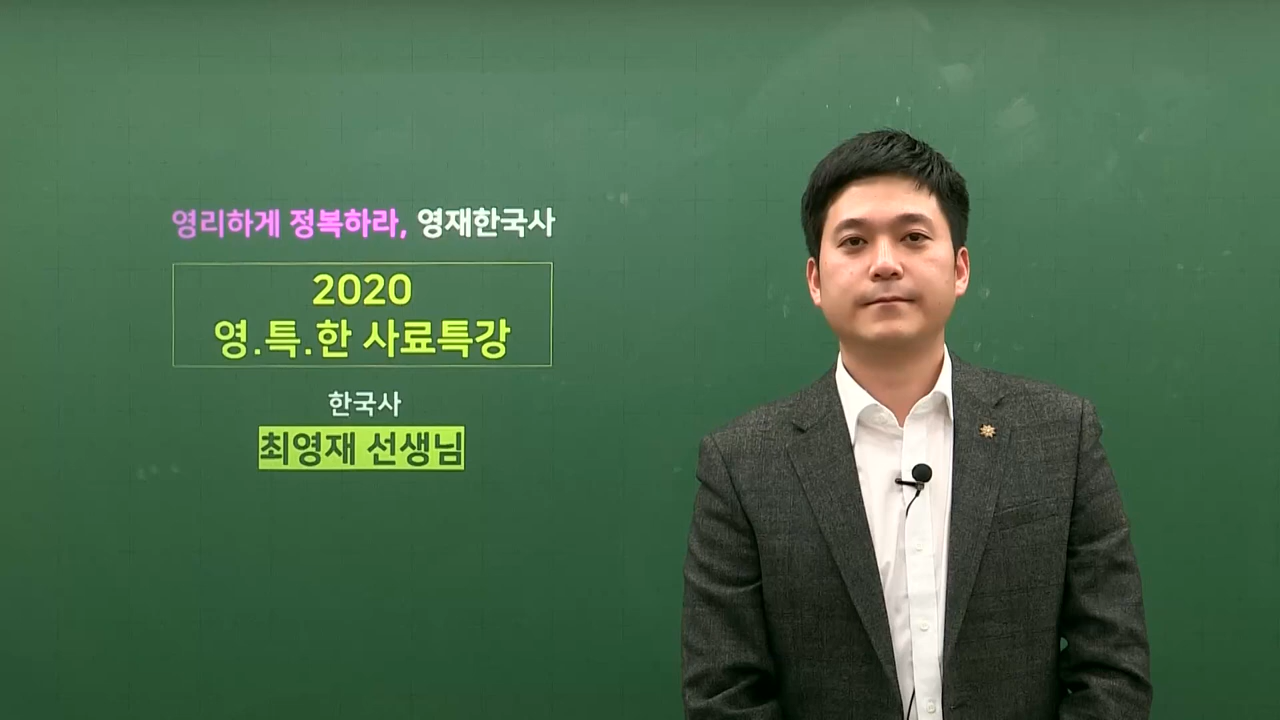 영리하게 정복하라, 영재한국사
2020
영.특.한 사료특강
한국사
최영재 선생님